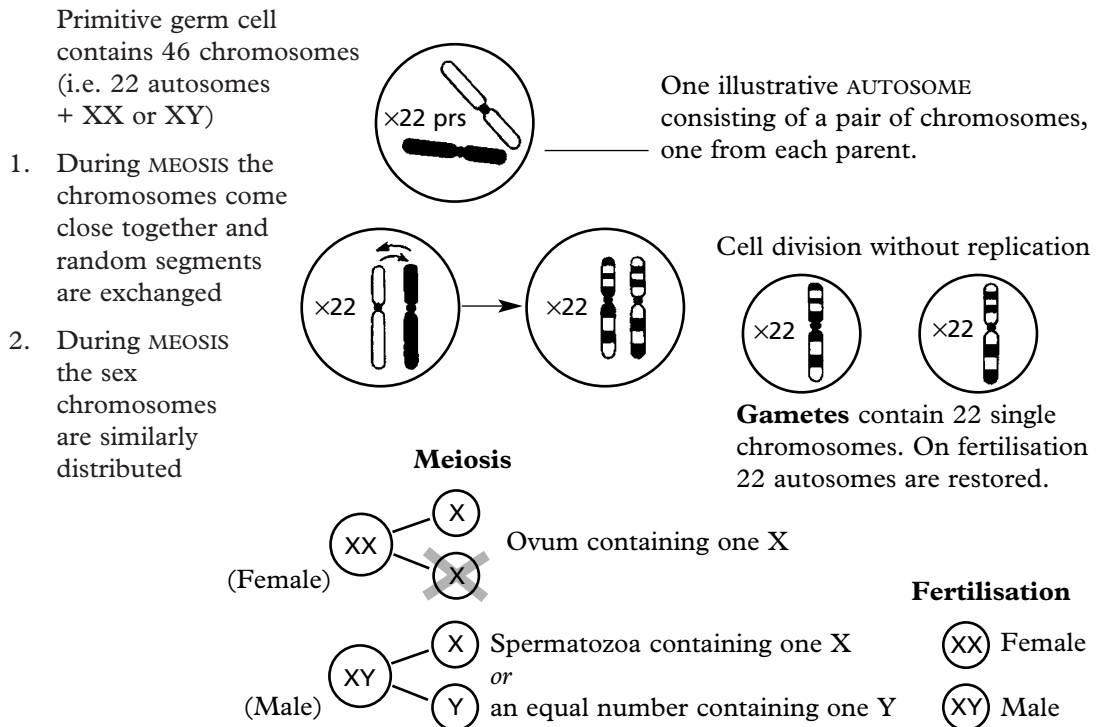 Primitive germ cell
contains 46 chromosomes
(i.e. 22 autosomes
+ XX or XY)
×22 prs
One illustrative AUTOSOME
consisting of a pair of chromosomes,
one from each parent.
1. During MEOSIS the
chromosomes come
close together and
random segments
are exchanged
×22
×22
Cell division without replication
×22
×22
Gametes contain 22 single
chromosomes. On fertilisation
22 autosomes are restored.
2. During MEOSIS
the sex
chromosomes
are similarly
distributed
Meiosis
XX
(Female)
X
X
Ovum containing one X
XY
(Male)
X
Spermatozoa containing one X
or
Y
an equal number containing one Y
Fertilisation
XX Female
XY Male